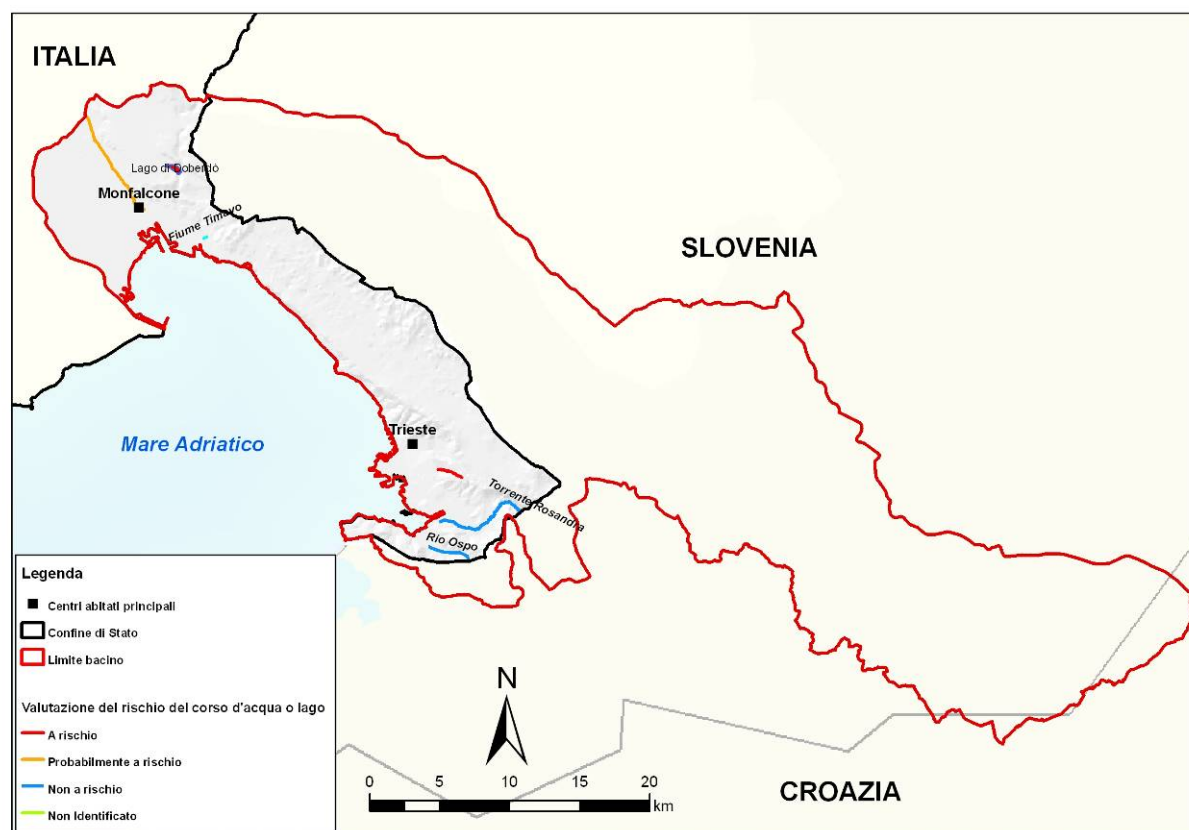 ITALIA
Lago di Doberdò
Monfalcone
Fiume Timavo
SLOVENIA
Mare Adriatico
Trieste
Torrente Rosandra
Rio Ospo
Legenda
Centri abitati principali
Confine di Stato
Limite bacino
Valutazione del rischio del corso d'acqua o lago
A rischio
Probabilmente a rischio
Non a rischio
Non Identificato
N
0 5 10 15 20
km
CROAZIA